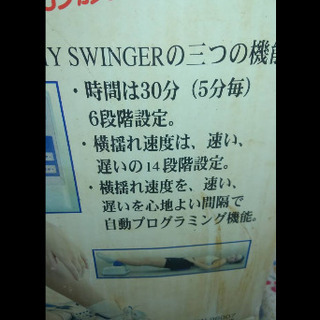 AY SWINGERの三つの機能
・時間は30分（5分毎）
6段階設定。
・横揺れ速度は、速い、
遅いの14段階設定。
・横揺れ速度を、速い、
遅いを心地よい間隔で
自動プログラミング機能。